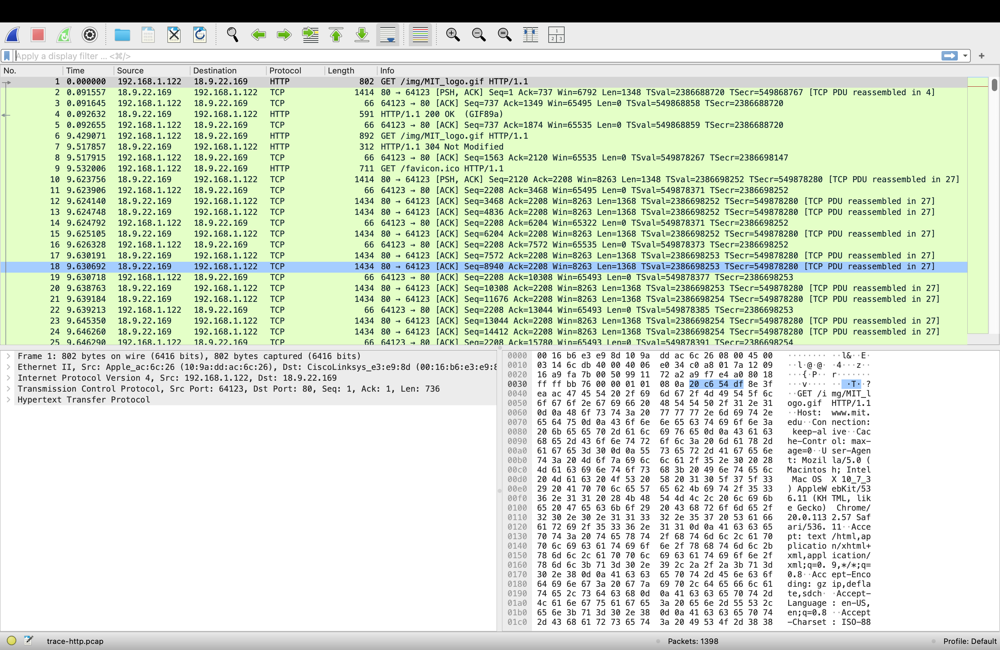 Apply a display filter ... <⌘/>
No. Time Source Destination Protocol Length Info
1 0.000000 192.168.1.122 18.9.22.169 HTTP 802 GET /img/MIT_logo.gif HTTP/1.1
2 0.091557 18.9.22.169 192.168.1.122 TCP 1414 80 → 64123 [PSH, ACK] Seq=1 Ack=737 Win=6792 Len=1348 TSval=2386688720 TSecr=549868767 [TCP PDU reassembled in 4]
3 0.091645 192.168.1.122 18.9.22.169 TCP 66 64123 → 80 [ACK] Seq=737 Ack=1349 Win=65495 Len=0 TSval=549868858 TSecr=2386688720
4 0.092632 18.9.22.169 192.168.1.122 HTTP 591 HTTP/1.1 200 OK  (GIF89a)
5 0.092655 192.168.1.122 18.9.22.169 TCP 66 64123 → 80 [ACK] Seq=737 Ack=1874 Win=65535 Len=0 TSval=549868859 TSecr=2386688720
6 9.429071 192.168.1.122 18.9.22.169 HTTP 892 GET /img/MIT_logo.gif HTTP/1.1
7 9.517857 18.9.22.169 192.168.1.122 HTTP 312 HTTP/1.1 304 Not Modified
8 9.517915 192.168.1.122 18.9.22.169 TCP 66 64123 → 80 [ACK] Seq=1563 Ack=2120 Win=65535 Len=0 TSval=549878267 TSecr=2386698147
9 9.532006 192.168.1.122 18.9.22.169 HTTP 711 GET /favicon.ico HTTP/1.1
10 9.623756 18.9.22.169 192.168.1.122 TCP 1414 80 → 64123 [PSH, ACK] Seq=2120 Ack=2208 Win=8263 Len=1348 TSval=2386698252 TSecr=549878280 [TCP PDU reassembled in 27]
11 9.623906 192.168.1.122 18.9.22.169 TCP 66 64123 → 80 [ACK] Seq=2208 Ack=3468 Win=65495 Len=0 TSval=549878371 TSecr=2386698252
12 9.624140 18.9.22.169 192.168.1.122 TCP 1434 80 → 64123 [ACK] Seq=3468 Ack=2208 Win=8263 Len=1368 TSval=2386698252 TSecr=549878280 [TCP PDU reassembled in 27]
13 9.624748 18.9.22.169 192.168.1.122 TCP 1434 80 → 64123 [ACK] Seq=4836 Ack=2208 Win=8263 Len=1368 TSval=2386698252 TSecr=549878280 [TCP PDU reassembled in 27]
14 9.624792 192.168.1.122 18.9.22.169 TCP 66 64123 → 80 [ACK] Seq=2208 Ack=6204 Win=65322 Len=0 TSval=549878371 TSecr=2386698252
15 9.625105 18.9.22.169 192.168.1.122 TCP 1434 80 → 64123 [ACK] Seq=6204 Ack=2208 Win=8263 Len=1368 TSval=2386698252 TSecr=549878280 [TCP PDU reassembled in 27]
16 9.626328 192.168.1.122 18.9.22.169 TCP 66 64123 → 80 [ACK] Seq=2208 Ack=7572 Win=65535 Len=0 TSval=549878373 TSecr=2386698252
17 9.630191 18.9.22.169 192.168.1.122 TCP 1434 80 → 64123 [ACK] Seq=7572 Ack=2208 Win=8263 Len=1368 TSval=2386698253 TSecr=549878280 [TCP PDU reassembled in 27]
18 9.630692 18.9.22.169 192.168.1.122 TCP 1434 80 → 64123 [ACK] Seq=8940 Ack=2208 Win=8263 Len=1368 TSval=2386698253 TSecr=549878280 [TCP PDU reassembled in 27]
19 9.630718 192.168.1.122 18.9.22.169 TCP 66 64123 → 80 [ACK] Seq=2208 Ack=10308 Win=65493 Len=0 TSval=549878377 TSecr=2386698253
20 9.638763 18.9.22.169 192.168.1.122 TCP 1434 80 → 64123 [ACK] Seq=10308 Ack=2208 Win=8263 Len=1368 TSval=2386698253 TSecr=549878280 [TCP PDU reassembled in 27]
21 9.639184 18.9.22.169 192.168.1.122 TCP 1434 80 → 64123 [ACK] Seq=11676 Ack=2208 Win=8263 Len=1368 TSval=2386698254 TSecr=549878280 [TCP PDU reassembled in 27]
22 9.639213 192.168.1.122 18.9.22.169 TCP 66 64123 → 80 [ACK] Seq=2208 Ack=13044 Win=65493 Len=0 TSval=549878385 TSecr=2386698253
23 9.645350 18.9.22.169 192.168.1.122 TCP 1434 80 → 64123 [ACK] Seq=13044 Ack=2208 Win=8263 Len=1368 TSval=2386698254 TSecr=549878280 [TCP PDU reassembled in 27]
24 9.646260 18.9.22.169 192.168.1.122 TCP 1434 80 → 64123 [ACK] Seq=14412 Ack=2208 Win=8263 Len=1368 TSval=2386698254 TSecr=549878280 [TCP PDU reassembled in 27]
25 9.646290 192.168.1.122 18.9.22.169 TCP 66 64123 → 80 [ACK] Seq=2208 Ack=15780 Win=65493 Len=0 TSval=549878391 TSecr=2386698254
Frame 1: 802 bytes on wire (6416 bits), 802 bytes captured (6416 bits)
Ethernet II, Src: Apple_ac:6c:26 (10:9a:dd:ac:6c:26), Dst: CiscoLinksys_e3:e9:8d (00:16:b6:e3:e9:8
Internet Protocol Version 4, Src: 192.168.1.122, Dst: 18.9.22.169
Transmission Control Protocol, Src Port: 64123, Dst Port: 80, Seq: 1, Ack: 1, Len: 736
Hypertext Transfer Protocol
0000 00 16 b6 e3 e9 8d 10 9a dd ac 6c 26 08 00 45 00 ········ ··l&··E·
0010 03 14 6c db 40 00 40 06 e0 34 c0 a8 01 7a 12 09 ··l·@·@· ·4···z··
0020 16 a9 fa 7b 00 50 99 11 72 a2 a9 f7 e4 a0 80 18 ···{·P·· r·······
0030 ff ff bb 76 00 00 01 01 08 0a 20 c6 54 df 8e 3f ···v···· ·· ·T··?
0040 ea ac 47 45 54 20 2f 69 6d 67 2f 4d 49 54 5f 6c ··GET /i mg/MIT_l
0050 6f 67 6f 2e 67 69 66 20 48 54 54 50 2f 31 2e 31 ogo.gif HTTP/1.1
0060 0d 0a 48 6f 73 74 3a 20 77 77 77 2e 6d 69 74 2e ··Host: www.mit.
0070 65 64 75 0d 0a 43 6f 6e 6e 65 63 74 69 6f 6e 3a edu··Con nection:
0080 20 6b 65 65 70 2d 61 6c 69 76 65 0d 0a 43 61 63 keep-al ive··Cac
0090 68 65 2d 43 6f 6e 74 72 6f 6c 3a 20 6d 61 78 2d he-Contr ol: max-
00a0 61 67 65 3d 30 0d 0a 55 73 65 72 2d 41 67 65 6e age=0··U ser-Agen
00b0 74 3a 20 4d 6f 7a 69 6c 6c 61 2f 35 2e 30 20 28 t: Mozil la/5.0 (
00c0 4d 61 63 69 6e 74 6f 73 68 3b 20 49 6e 74 65 6c Macintos h; Intel
00d0 20 4d 61 63 20 4f 53 20 58 20 31 30 5f 37 5f 33 Mac OS X 10_7_3
00e0 29 20 41 70 70 6c 65 57 65 62 4b 69 74 2f 35 33 ) AppleW ebKit/53
00f0 36 2e 31 31 20 28 4b 48 54 4d 4c 2c 20 6c 69 6b 6.11 (KH TML, lik
0100 65 20 47 65 63 6b 6f 29 20 43 68 72 6f 6d 65 2f e Gecko) Chrome/
0110 32 30 2e 30 2e 31 31 33 32 2e 35 37 20 53 61 66 20.0.113 2.57 Saf
0120 61 72 69 2f 35 33 36 2e 31 31 0d 0a 41 63 63 65 ari/536. 11··Acce
0130 70 74 3a 20 74 65 78 74 2f 68 74 6d 6c 2c 61 70 pt: text /html,ap
0140 70 6c 69 63 61 74 69 6f 6e 2f 78 68 74 6d 6c 2b plicatio n/xhtml+
0150 78 6d 6c 2c 61 70 70 6c 69 63 61 74 69 6f 6e 2f xml,appl ication/
0160 78 6d 6c 3b 71 3d 30 2e 39 2c 2a 2f 2a 3b 71 3d xml;q=0. 9,*/*;q=
0170 30 2e 38 0d 0a 41 63 63 65 70 74 2d 45 6e 63 6f 0.8··Acc ept-Enco
0180 64 69 6e 67 3a 20 67 7a 69 70 2c 64 65 66 6c 61 ding: gz ip,defla
0190 74 65 2c 73 64 63 68 0d 0a 41 63 63 65 70 74 2d te,sdch· ·Accept-
01a0 4c 61 6e 67 75 61 67 65 3a 20 65 6e 2d 55 53 2c Language : en-US,
01b0 65 6e 3b 71 3d 30 2e 38 0d 0a 41 63 63 65 70 74 en;q=0.8 ··Accept
01c0 2d 43 68 61 72 73 65 74 3a 20 49 53 4f 2d 38 38 -Charset : ISO-88
trace-http.pcap Packets: 1398 Profile: Default